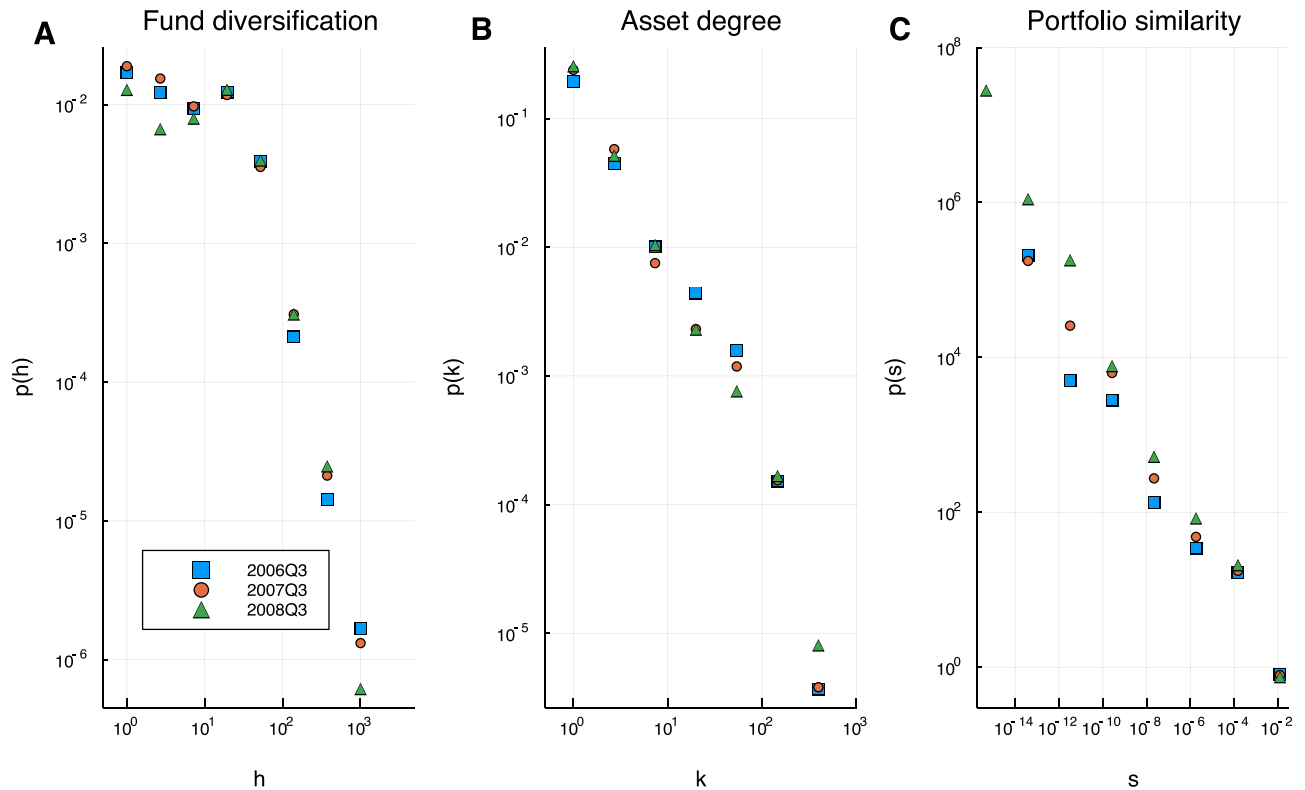 A
Fund diversification
p(h)
10^-2
10^-3
10^-4
10^-5
10^-6
2006Q3
2007Q3
2008Q3
10^0
10^1
10^2
10^3
h
B
Asset degree
p(k)
10^-1
10^-2
10^-3
10^-4
10^-5
10^0
10^1
10^2
10^3
k
C
Portfolio similarity
p(s)
10^8
10^6
10^4
10^2
10^0
10^-14
10^-12
10^-10
10^-8
10^-6
10^-4
10^-2
s